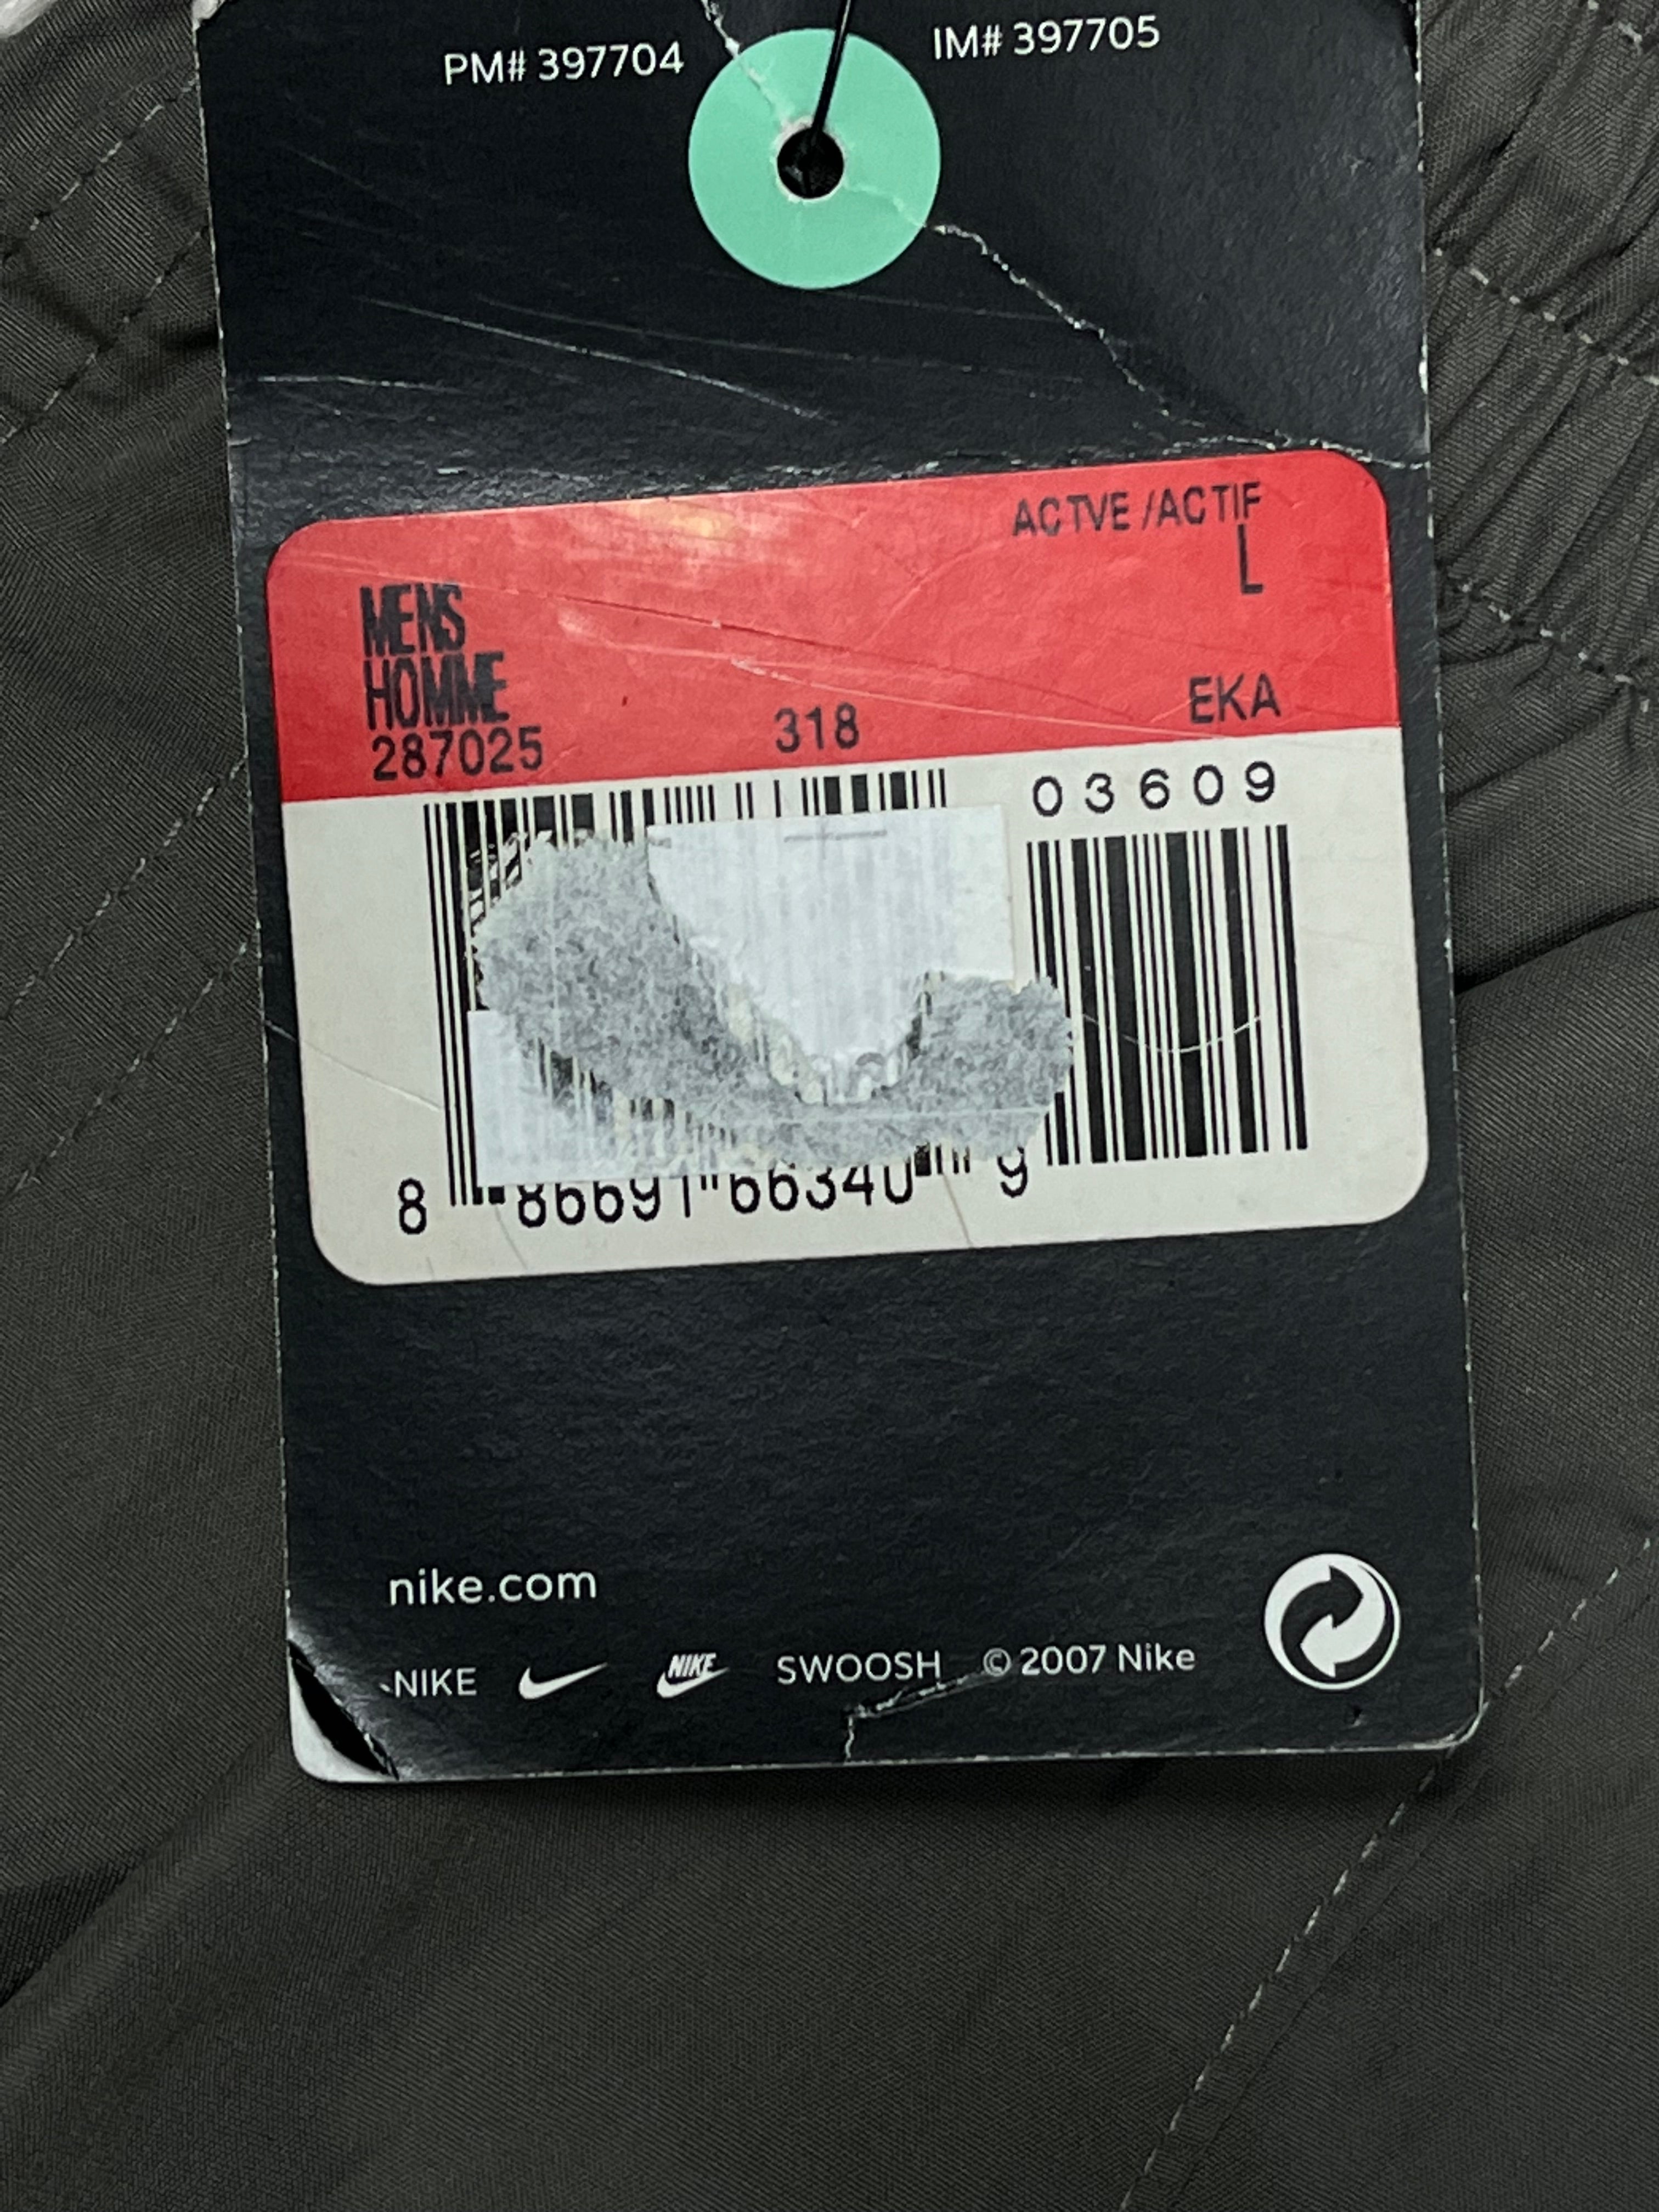 PM# 397704 IM# 397705
ACTVE /ACTIF
L
MENS
HOMME
287025 318 EKA
03609
8 86691 66340 9
nike.com
NIKE NIKE SWOOSH © 2007 Nike